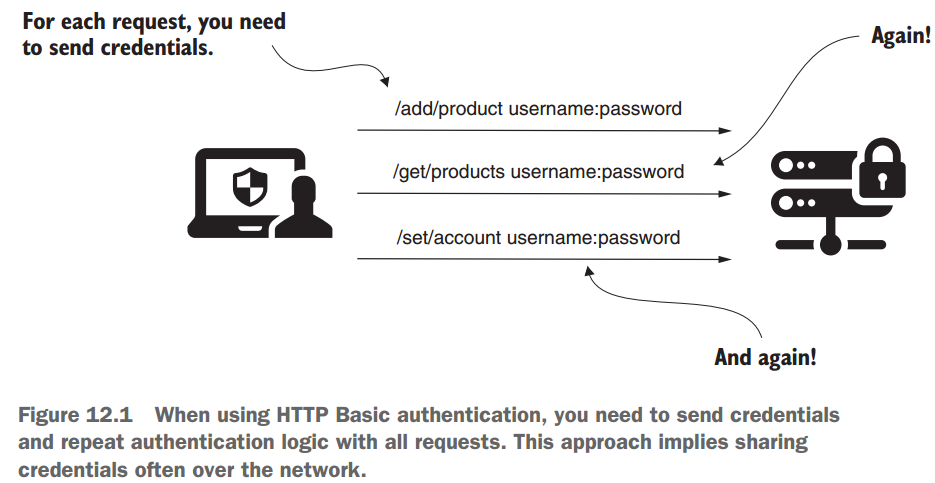 For each request, you need
to send credentials.
Again!
/add/product username:password
/get/products username:password
/set/account username:password
And again!
Figure 12.1 When using HTTP Basic authentication, you need to send credentials
and repeat authentication logic with all requests. This approach implies sharing
credentials often over the network.